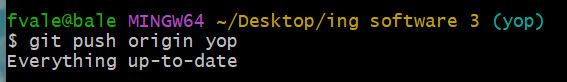 fvale@bale MINGW64 ~/Desktop/ing software 3 (yop)
$ git push origin yop
Everything up-to-date